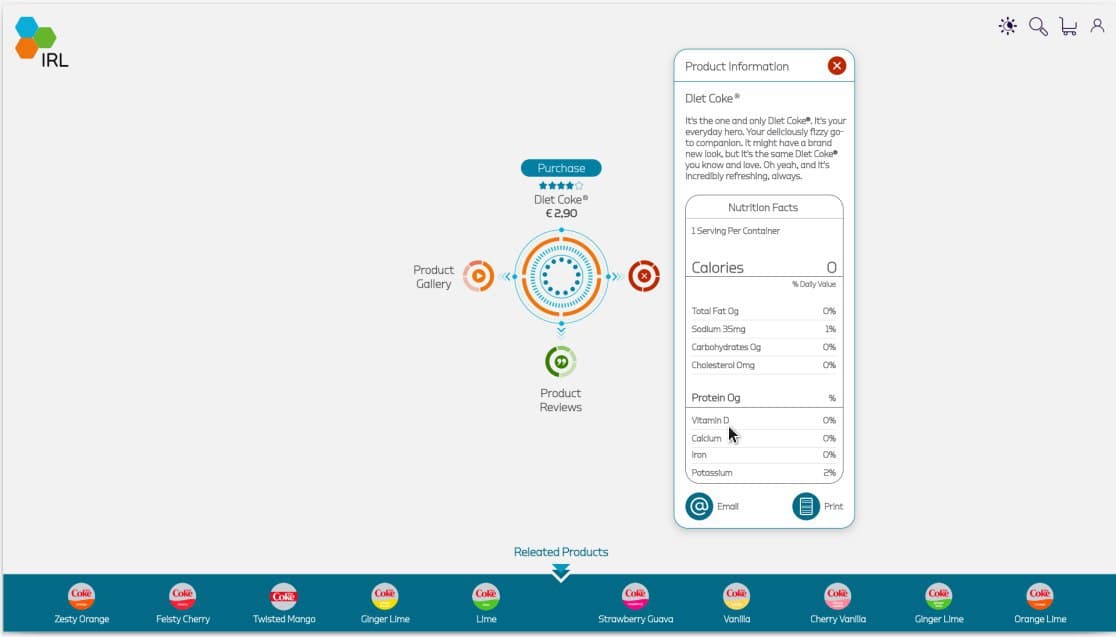 IRL
Product Information
Diet Coke®
It's the one and only Diet Coke®. It's your
everyday hero. Your deliciously fizzy go-
to companion. It might have a brand
new look, but it's the same Diet Coke®
you know and love. Oh yeah, and it's
incredibly refreshing, always.
Nutrition Facts
1 Serving Per Container
Calories 0
% Daily Value
Total Fat 0g 0%
Sodium 35mg 1%
Carbohydrates 0g 0%
Cholesterol 0mg 0%
Protein 0g %
Vitamin D 0%
Calcium 0%
Iron 0%
Potassium 2%
Email Print
Purchase
Diet Coke®
€ 2,90
Product
Gallery
Product
Reviews
Releated Products
Coke Coke Coke Coke Coke Coke Coke Coke Coke Coke
Zesty Orange Feisty Cherry Twisted Mango Ginger Lime Lime Strawberry Guava Vanilla Cherry Vanilla Ginger Lime Orange Lime